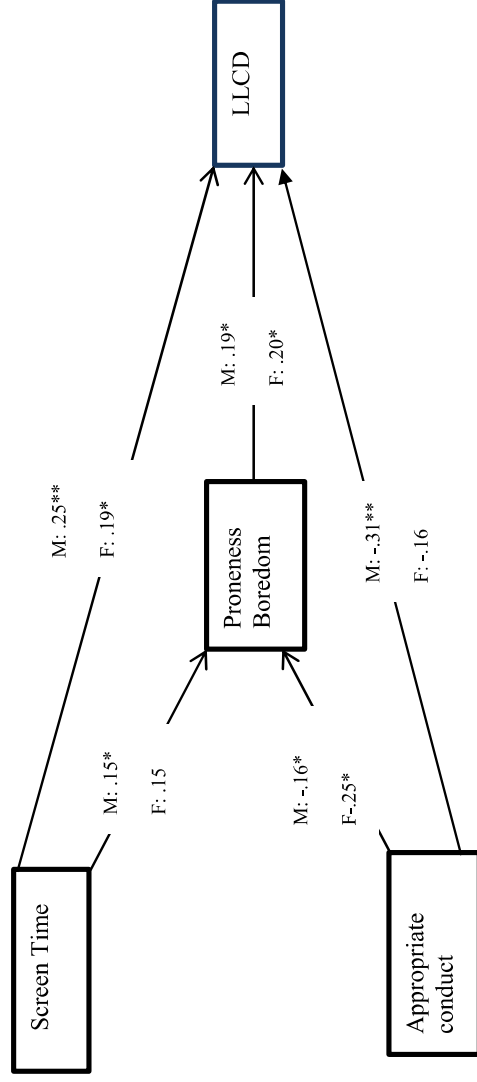 Screen Time
M: .25**
F: .19*
M: .15*
F: .15
Proneness
Boredom
M: .19*
F: .20*
LLCD
M: -.16*
F-.25*
M: -.31**
F: -.16
Appropriate
conduct